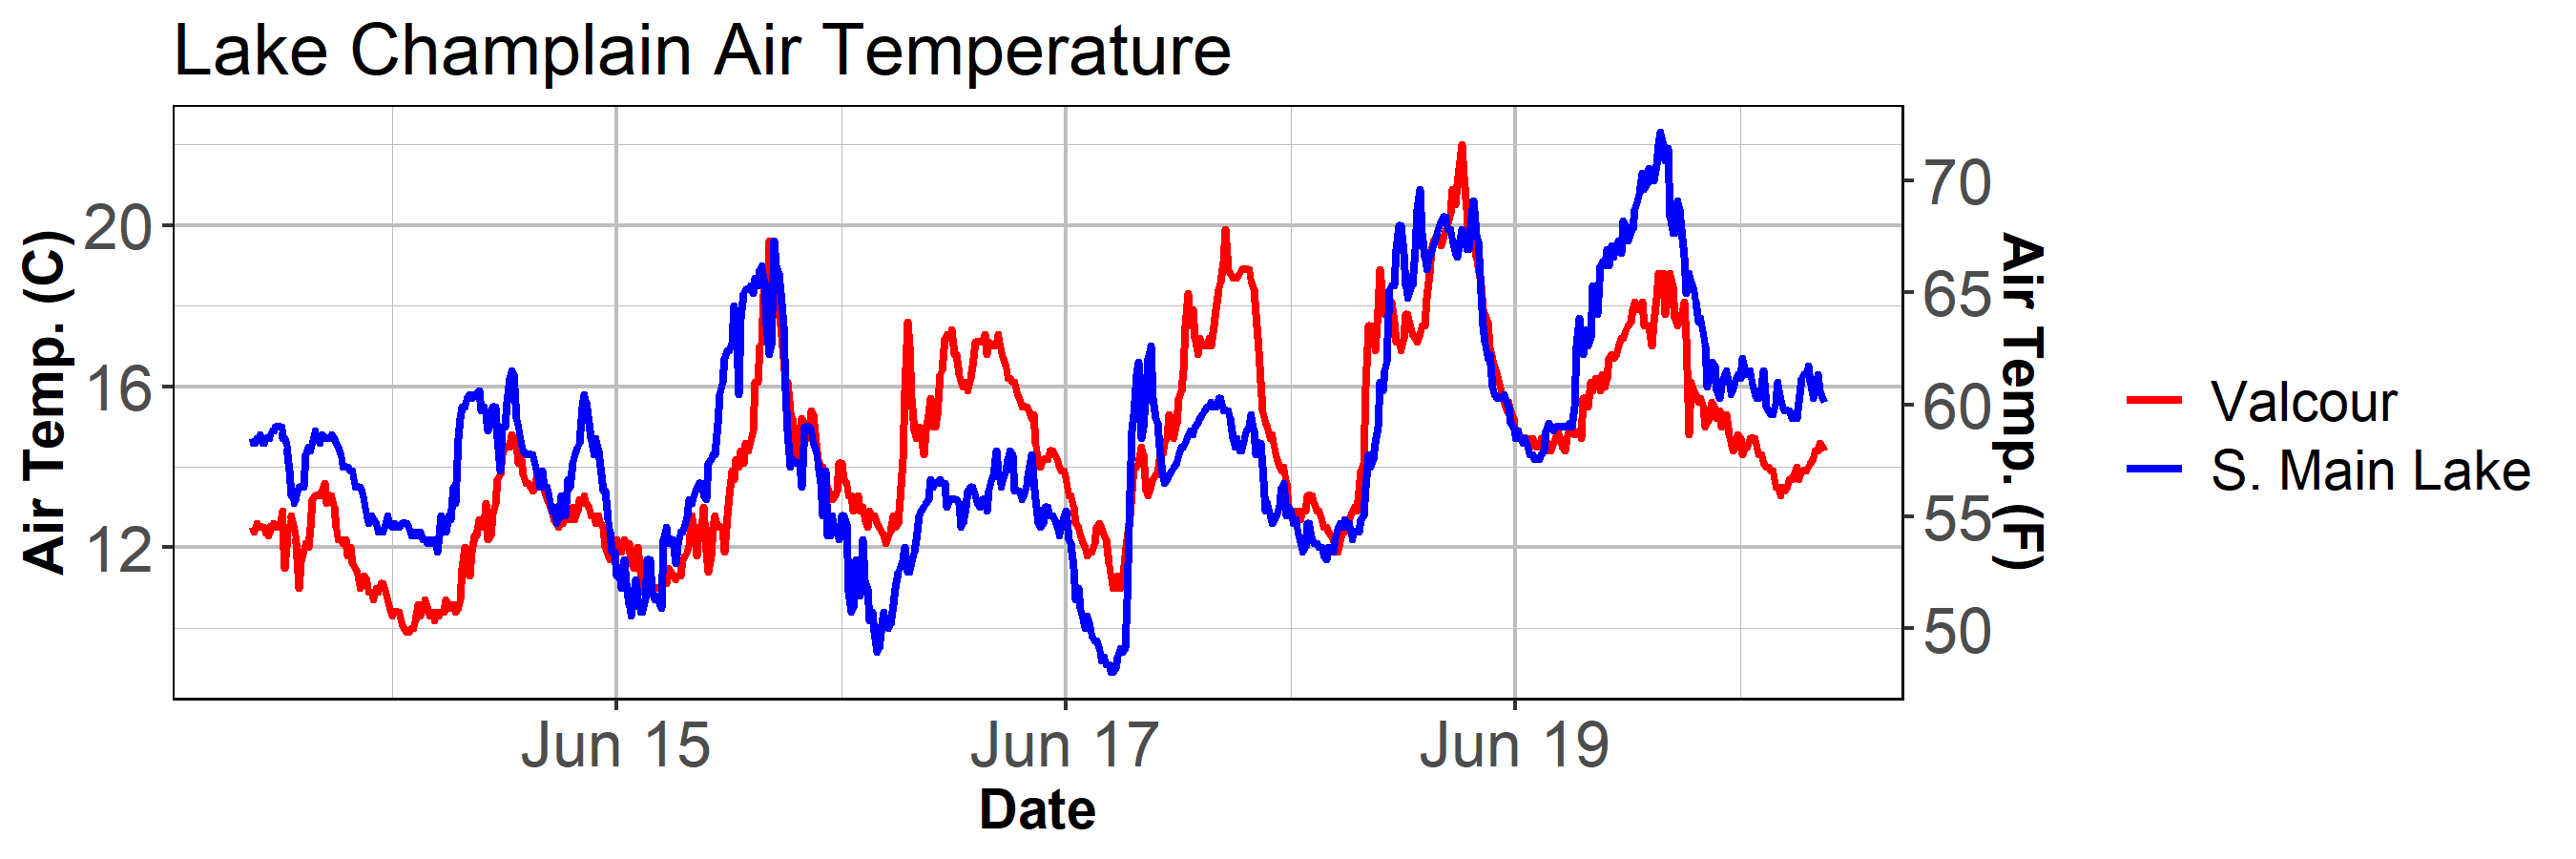 Lake Champlain Air Temperature
Air Temp. (C)
20
16
12
70
65
60
55
50
Air Temp. (F)
Jun 15
Jun 17
Jun 19
Date
Valcour
S. Main Lake